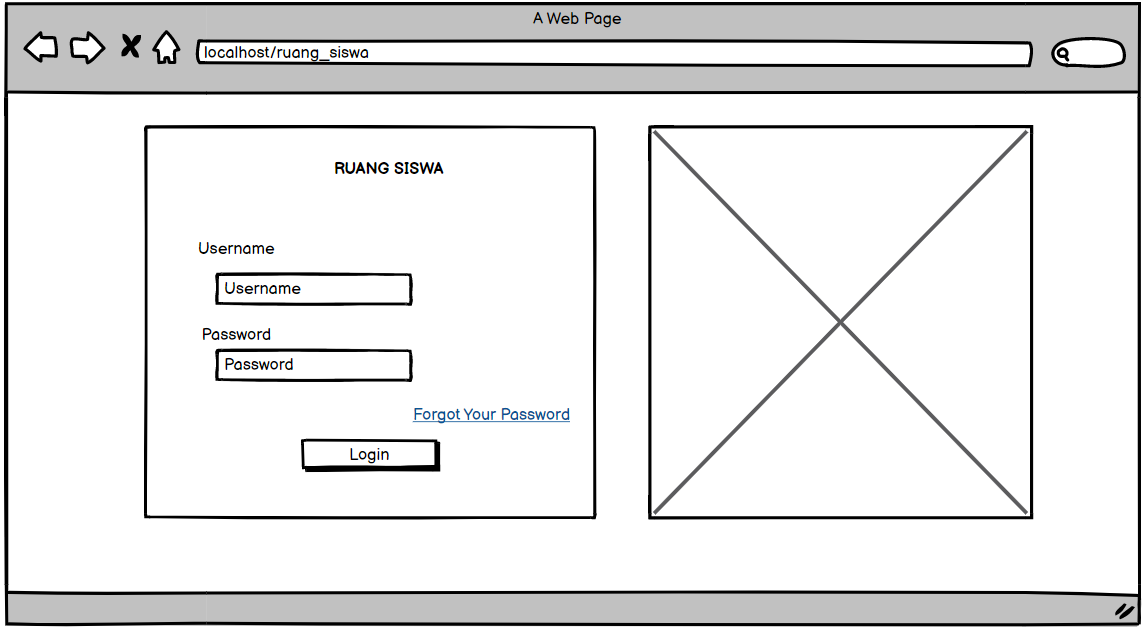 A Web Page
localhost/ruang_siswa
RUANG SISWA
Username
Username
Password
Password
Forgot Your Password
Login